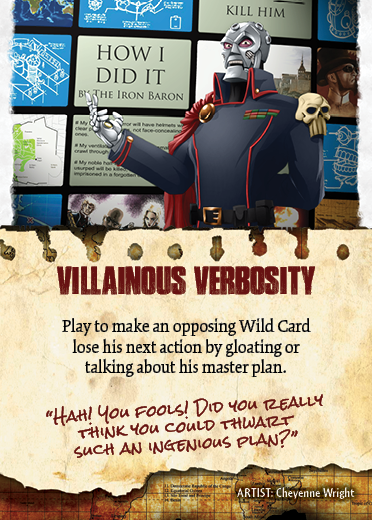 KILL HIM
HOW I
DID IT
BY THE IRON BARON
VILLAINOUS VERBOSITY
Play to make an opposing Wild Card
lose his next action by gloating or
talking about his master plan.
“HAH! YOU FOOLS! DID YOU REALLY
THINK YOU COULD THWART
SUCH AN INGENIOUS PLAN?”
ARTIST: Cheyenne Wright